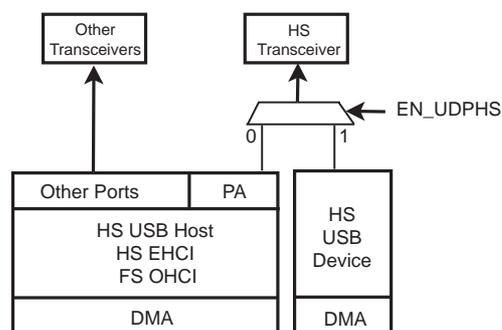 Other
Transceivers
HS
Transceiver
EN_UDPHS
0
1
Other Ports
PA
HS USB Host
HS EHCI
FS OHCI
DMA
HS
USB
Device
DMA